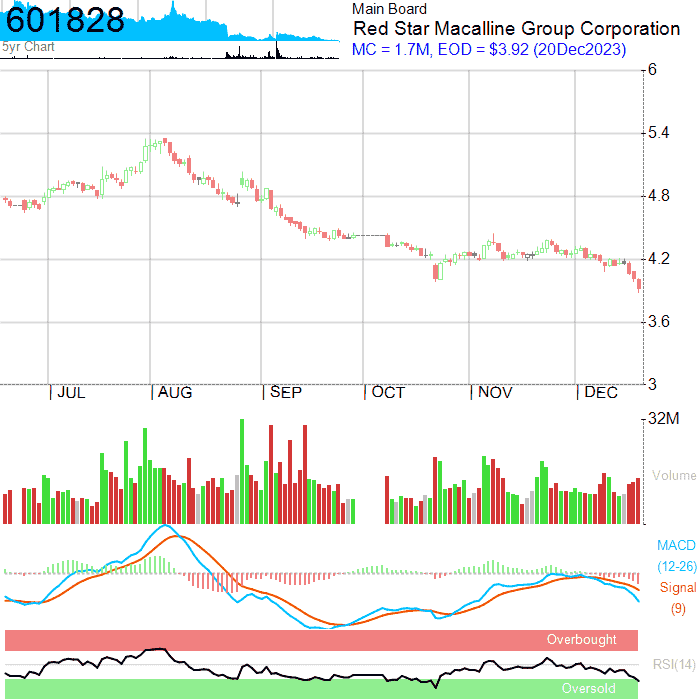 601828
5yr Chart
Main Board
Red Star Macalline Group Corporation
MC = 1.7M, EOD = $3.92 (20Dec2023)
6
5.4
4.8
4.2
3.6
3
JUL AUG SEP OCT NOV DEC
32M
Volume
MACD
(12-26)
Signal
(9)
Overbought
RSI(14)
Oversold